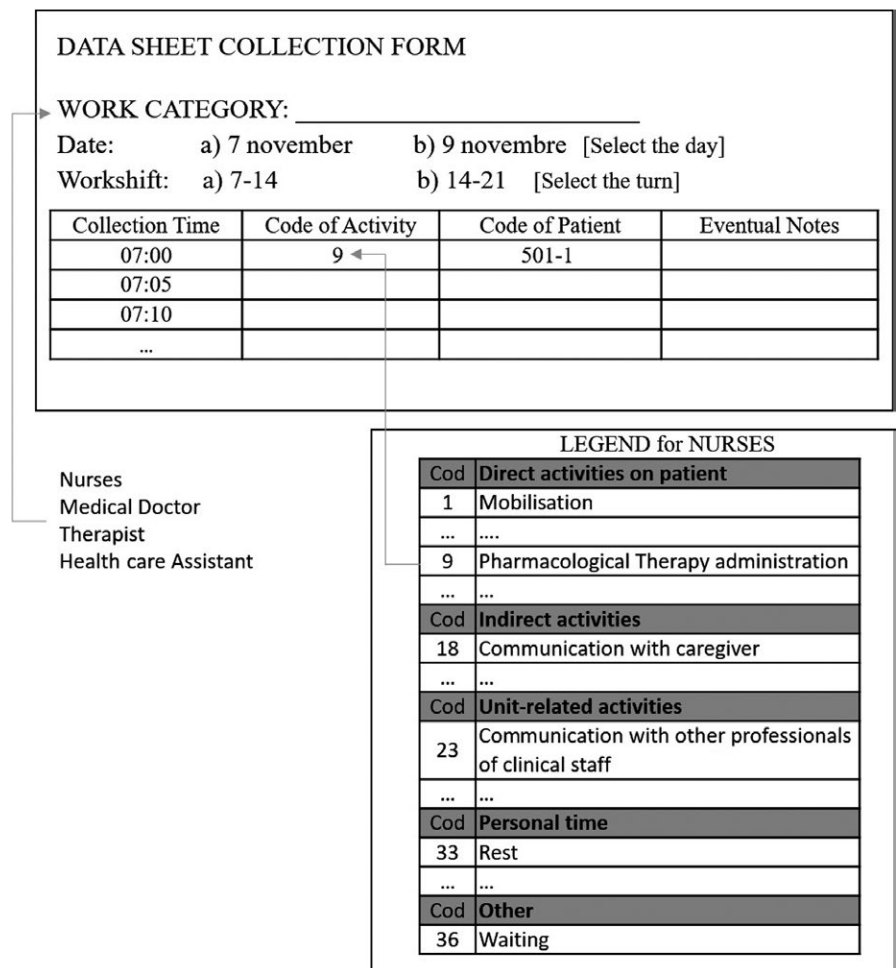 DATA SHEET COLLECTION FORM
WORK CATEGORY: ____________________
Date: a) 7 november b) 9 novembre [Select the day]
Workshift: a) 7-14 b) 14-21 [Select the turn]
Collection Time Code of Activity Code of Patient Eventual Notes
07:00 9 501-1
07:05
07:10
...
Nurses
Medical Doctor
Therapist
Health care Assistant
LEGEND for NURSES
Cod Direct activities on patient
1 Mobilisation
... ....
9 Pharmacological Therapy administration
... ...
Cod Indirect activities
18 Communication with caregiver
... ...
Cod Unit-related activities
23 Communication with other professionals
of clinical staff
... ...
Cod Personal time
33 Rest
... ...
Cod Other
36 Waiting